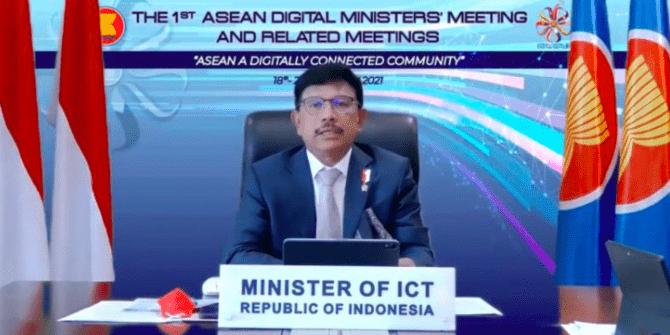 THE 1ST ASEAN DIGITAL MINISTERS' MEETING
AND RELATED MEETINGS
"ASEAN A DIGITALLY CONNECTED COMMUNITY"
18th- 2021
MINISTER OF ICT
REPUBLIC OF INDONESIA